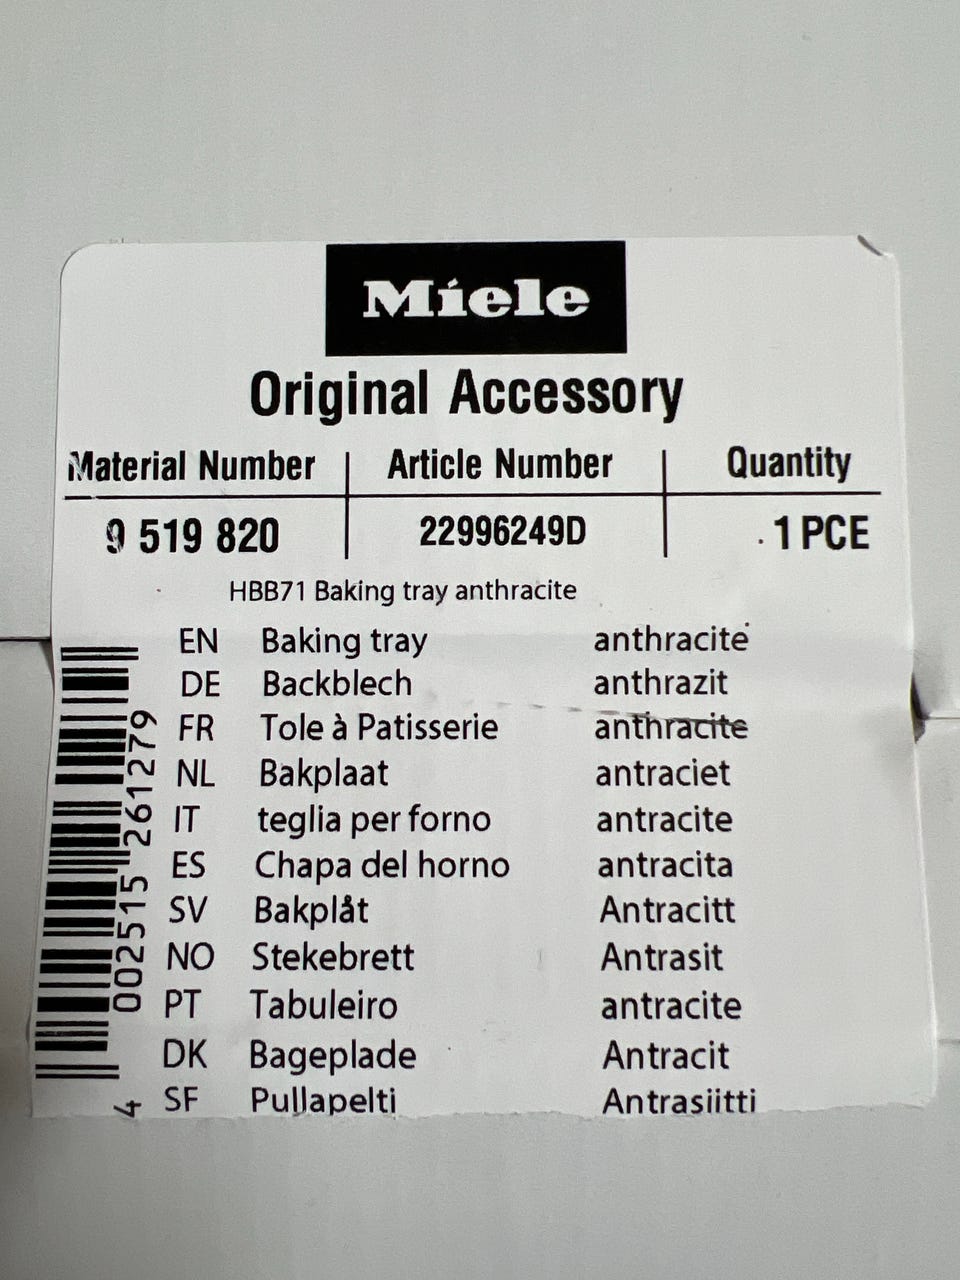 Miele
Original Accessory
Material Number | Article Number | Quantity
9 519 820 | 22996249D | 1 PCE
HBB71 Baking tray anthracite
EN Baking tray anthracite
DE Backblech anthrazit
FR Tole à Patisserie anthracite
NL Bakplaat antraciet
IT teglia per forno antracite
ES Chapa del horno antracita
SV Bakplåt Antracitt
NO Stekebrett Antrasit
PT Tabuleiro antracite
DK Bageplade Antracit
SF Pullapelti Antrasiitti
4 002515 261279